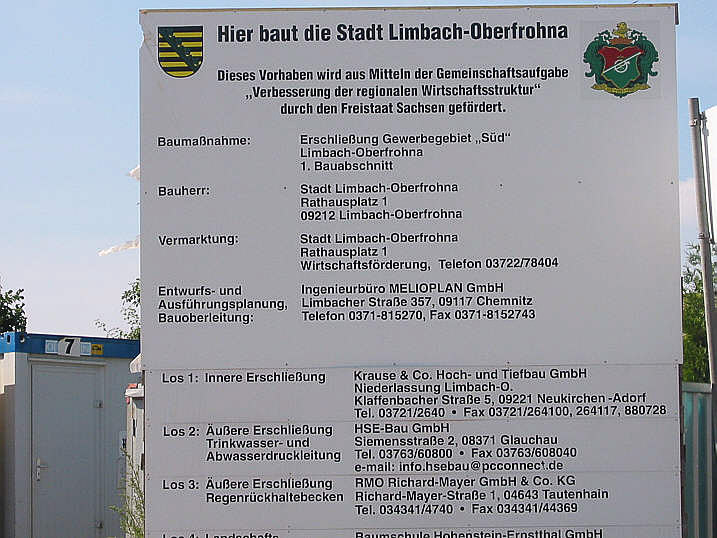 Hier baut die Stadt Limbach-Oberfrohna
Dieses Vorhaben wird aus Mitteln der Gemeinschaftsaufgabe
„Verbesserung der regionalen Wirtschaftsstruktur"
durch den Freistaat Sachsen gefördert.
Baumaßnahme: Erschließung Gewerbegebiet „Süd"
Limbach-Oberfrohna
1. Bauabschnitt
Bauherr: Stadt Limbach-Oberfrohna
Rathausplatz 1
09212 Limbach-Oberfrohna
Vermarktung: Stadt Limbach-Oberfrohna
Rathausplatz 1
Wirtschaftsförderung, Telefon 03722/78404
Entwurfs- und Ingenieurbüro MELIOPLAN GmbH
Ausführungsplanung, Limbacher Straße 357, 09117 Chemnitz
Bauoberleitung: Telefon 0371-815270, Fax 0371-8152743
7
Los 1: Innere Erschließung Krause & Co. Hoch- und Tiefbau GmbH
Niederlassung Limbach-O.
Klaffenbacher Straße 5, 09221 Neukirchen -Adorf
Tel. 03721/2640 • Fax 03721/264100, 264117, 880728
Los 2: Äußere Erschließung HSE-Bau GmbH
Trinkwasser- und Siemensstraße 2, 08371 Glauchau
Abwasserdruckleitung Tel. 03763/60800 • Fax 03763/608040
e-mail: info.hsebau@pcconnect.de
Los 3: Äußere Erschließung RMO Richard-Mayer GmbH & Co. KG
Regenrückhaltebecken Richard-Mayer-Straße 1, 04643 Tautenhain
Tel. 034341/4740 • Fax 034341/44369
Los 4: Landschafts- Baumschule Hohenstein-Ernstthal GmbH